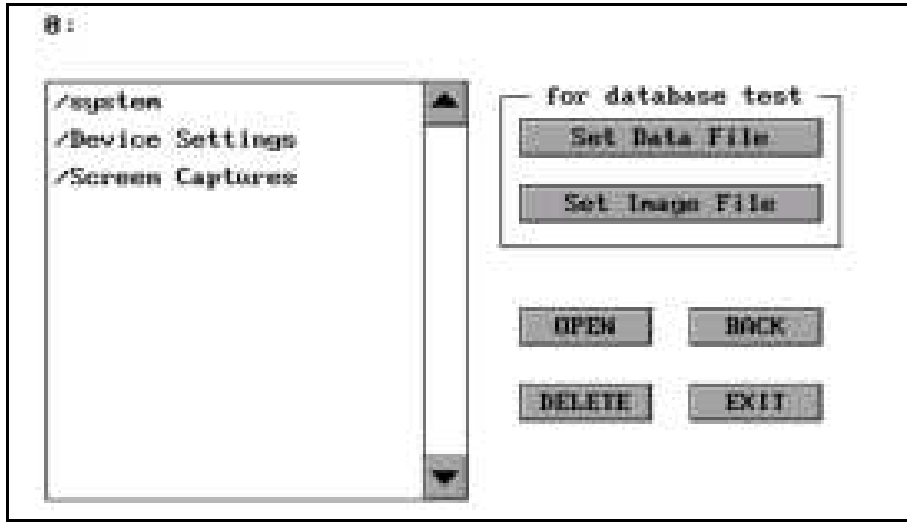 0:
/system
/Device Settings
/Screen Captures
for database test
Set Data File
Set Image File
OPEN
BACK
DELETE
EXIT